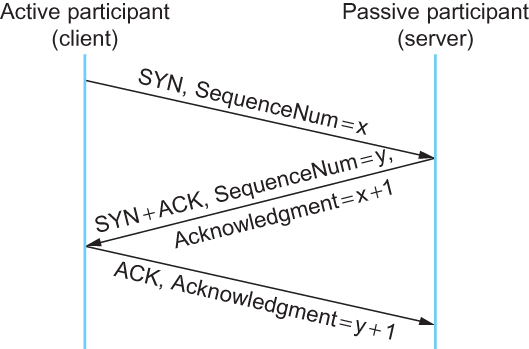 Active participant
(client)
Passive participant
(server)
SYN, SequenceNum=x
SYN+ACK, SequenceNum=y,
Acknowledgment=x+1
ACK, Acknowledgment=y+1